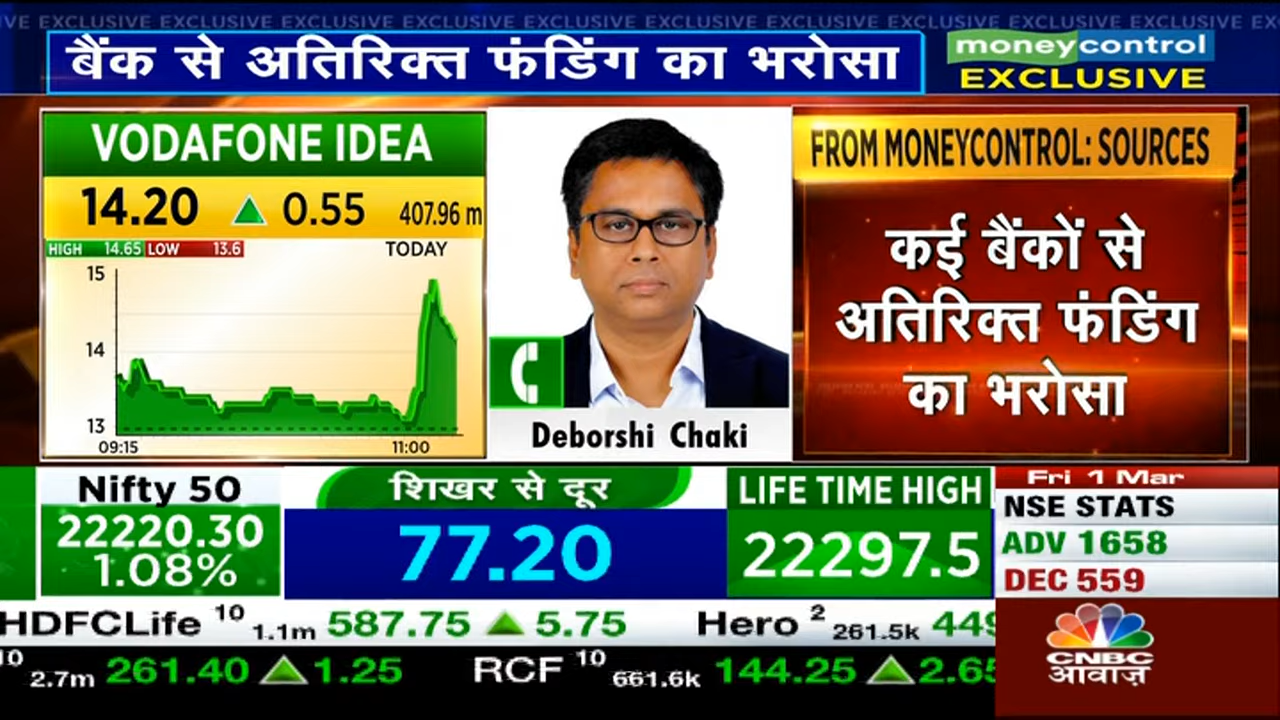 EXCLUSIVE EXCLUSIVE EXCLUSIVE EXCLUSIVE EXCLUSIVE EXCLUSIVE EXCLUSIVE EXCLUSIVE EXCLUSIVE
बैंक से अतिरिक्त फंडिंग का भरोसा
moneycontrol
EXCLUSIVE
VODAFONE IDEA
14.20 ▲ 0.55 407.96 m
HIGH 14.65 LOW 13.6
TODAY
15
14
13
09:15 11:00
Deborshi Chaki
FROM MONEYCONTROL: SOURCES
कई बैंकों से
अतिरिक्त फंडिंग
का भरोसा
Nifty 50
22220.30
1.08%
शिखर से दूर
77.20
LIFE TIME HIGH
22297.5
Fri 1 Mar
NSE STATS
ADV 1658
DEC 559
HDFCLife 10 1.1m 587.75 ▲ 5.75 Hero 2 261.5k 449
10 2.7m 261.40 ▲ 1.25 RCF 10 661.6k 144.25 ▲ 2.65
CNBC
आवाज़